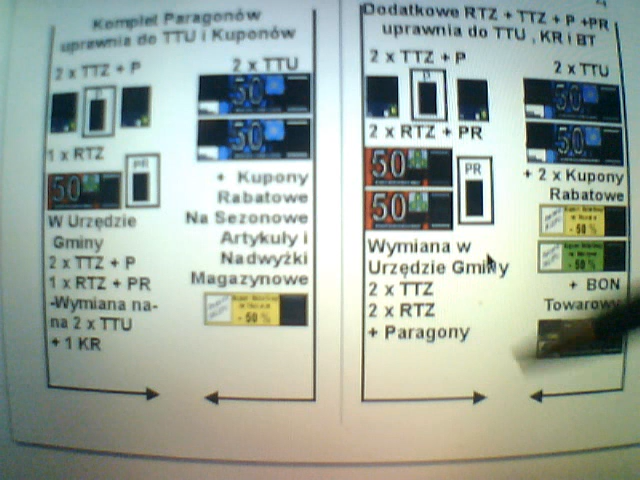 Komplet Paragonów
uprawnia do TTU i Kuponów
2 x TTZ + P
P
1 x RTZ
50
PR
W Urzędzie
Gminy
2 x TTZ + P
1 x RTZ + PR
-Wymiana na-
na 2 x TTU
+ 1 KR
2 x TTU
50
50
+ Kupony
Rabatowe
Na Sezonowe
Artykuły i
Nadwyżki
Magazynowe
- 50 %
Dodatkowe RTZ + TTZ + P +PR
uprawnia do TTU , KR i BT
2 x TTZ + P
P
2 x RTZ + PR
50
50
PR
Wymiana w
Urzędzie Gminy
2 x TTZ
2 x RTZ
+ Paragony
2 x TTU
50
50
+ 2 x Kupony
Rabatowe
- 50 %
- 50 %
+ BON
Towarowy